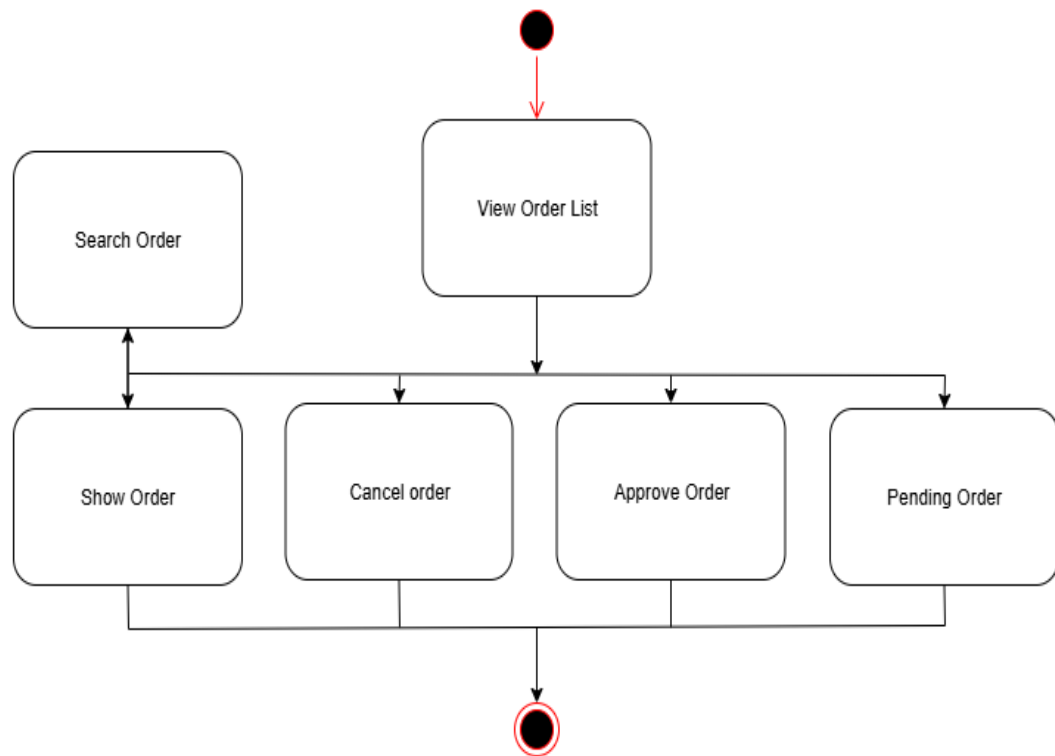 View Order List
Search Order
Show Order
Cancel order
Approve Order
Pending Order